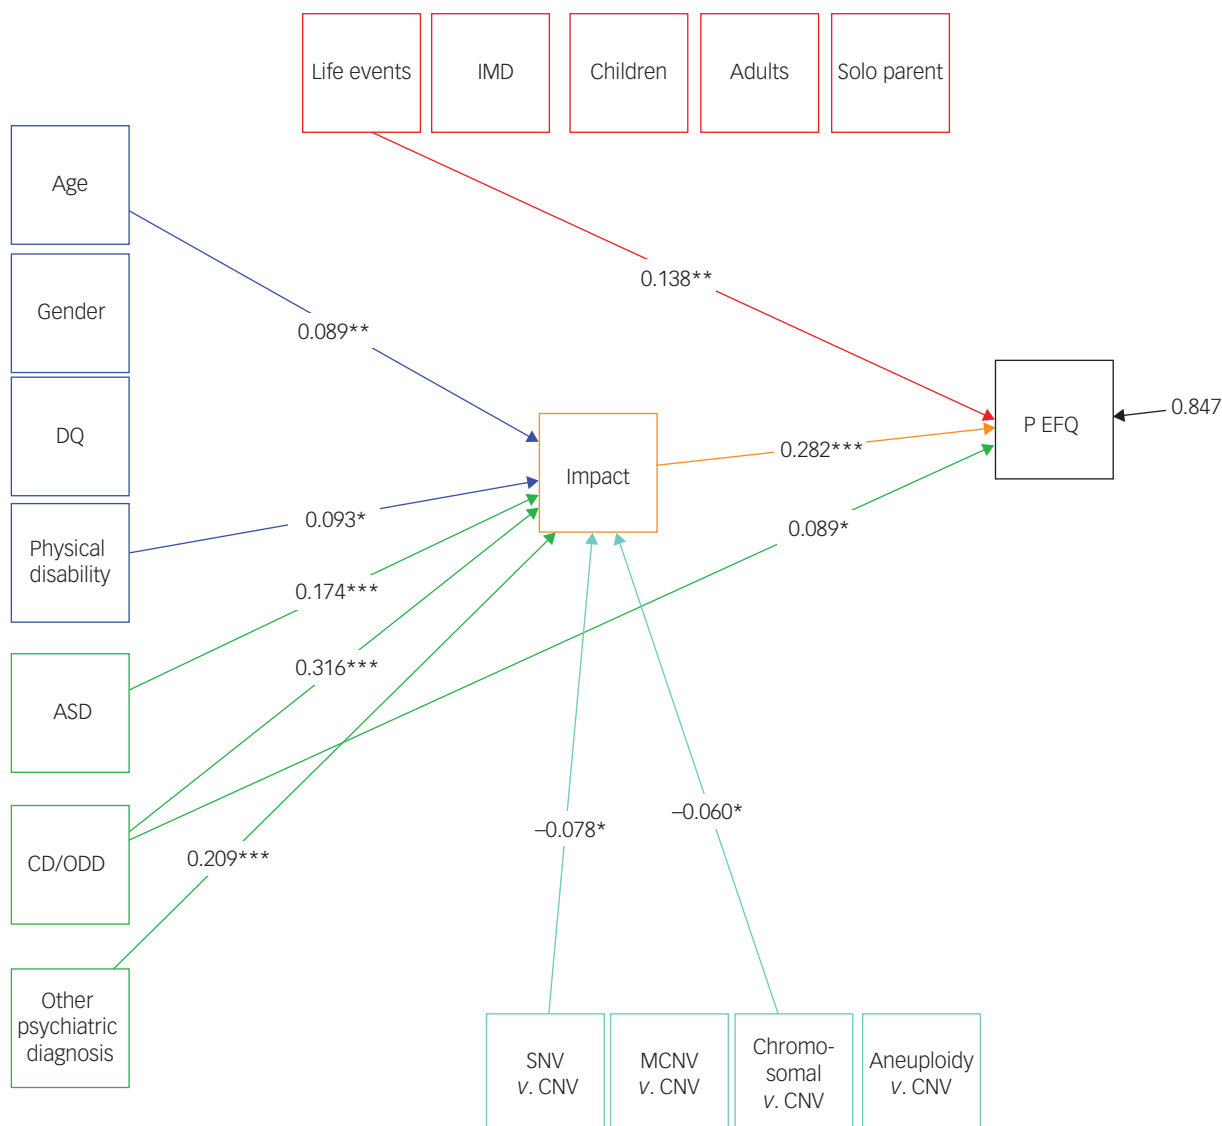 Life events
IMD
Children
Adults
Solo parent
Age
Gender
DQ
Physical
disability
ASD
CD/ODD
Other
psychiatric
diagnosis
0.138**
0.089**
P EFQ
0.847
Impact
0.282***
0.093*
0.089*
0.174***
0.316***
0.209***
–0.078*
–0.060*
SNV
v. CNV
MCNV
v. CNV
Chromo-
somal
v. CNV
Aneuploidy
v. CNV